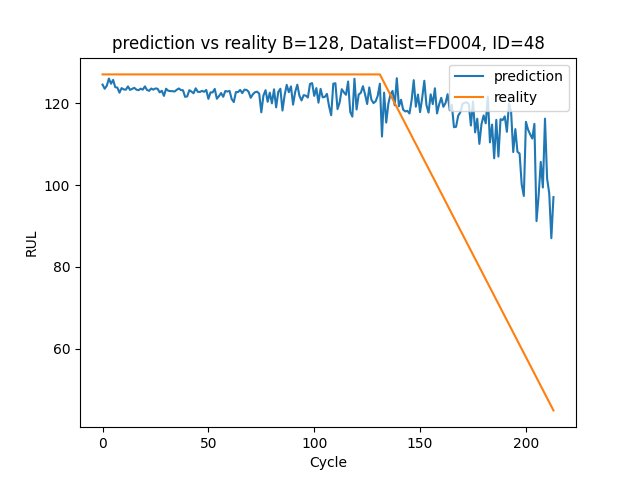 prediction vs reality B=128, Datalist=FD004, ID=48
prediction
reality
RUL
120
100
80
60
0
50
100
150
200
Cycle